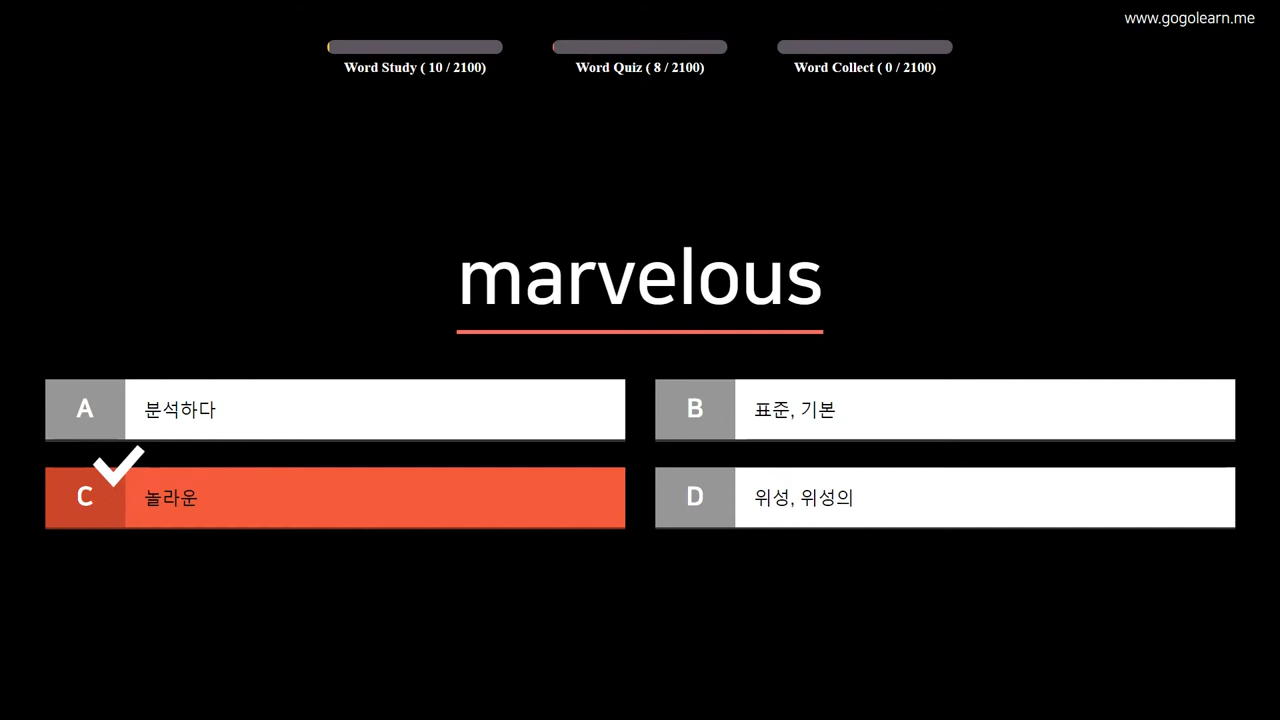 www.gogolearn.me
Word Study ( 10 / 2100)
Word Quiz ( 8 / 2100)
Word Collect ( 0 / 2100)
marvelous
A 분석하다
B 표준, 기본
C 놀라운
D 위성, 위성의